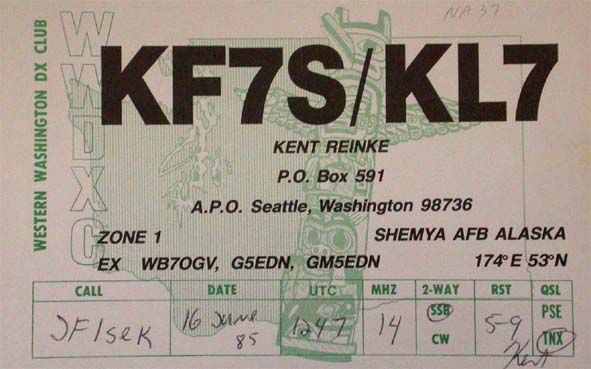 NA 37
WESTERN WASHINGTON DX CLUB
WWDXC
KF7S/KL7
KENT REINKE
P.O. Box 591
A.P.O. Seattle, Washington 98736
ZONE 1 SHEMYA AFB ALASKA
EX WB7OGV, G5EDN, GM5EDN 174°E 53°N
CALL DATE UTC MHZ 2-WAY RST QSL
JF1SEK 16 June 85 1247 14 SSB CW 5-9 PSE TNX
Kent